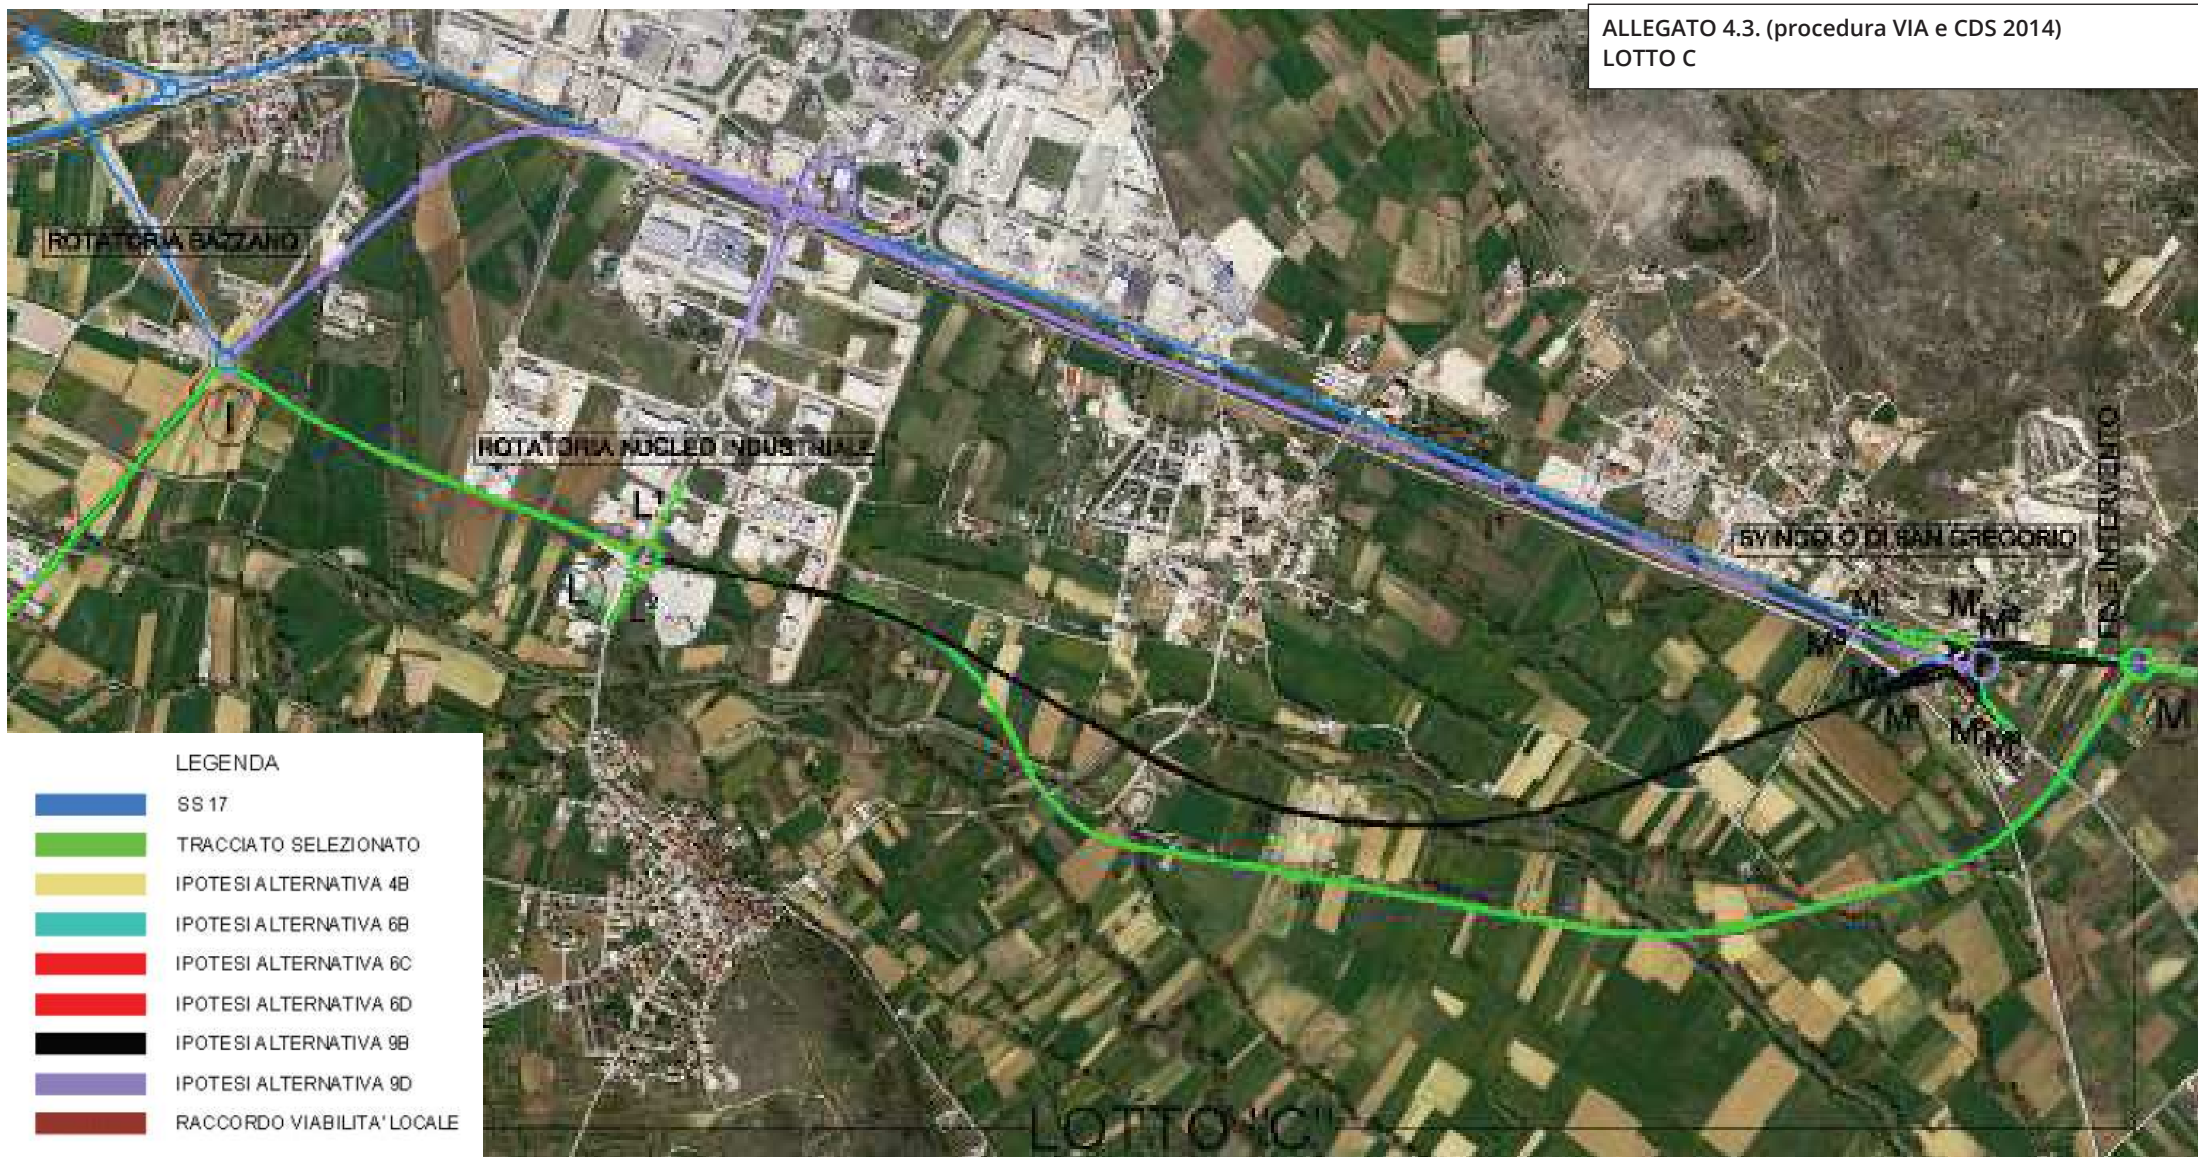 ALLEGATO 4.3. (procedura VIA e CDS 2014)
LOTTO C
ROTATORIA BAZZANO
I
ROTATORIA NUCLEO INDUSTRIALE
L'
L
SVINCOLO DI SAN GREGORIO
FINE INTERVENTO
M
LEGENDA
SS 17
TRACCIATO SELEZIONATO
IPOTESI ALTERNATIVA 4B
IPOTESI ALTERNATIVA 6B
IPOTESI ALTERNATIVA 6C
IPOTESI ALTERNATIVA 6D
IPOTESI ALTERNATIVA 9B
IPOTESI ALTERNATIVA 9D
RACCORDO VIABILITA' LOCALE
LOTTO "C"